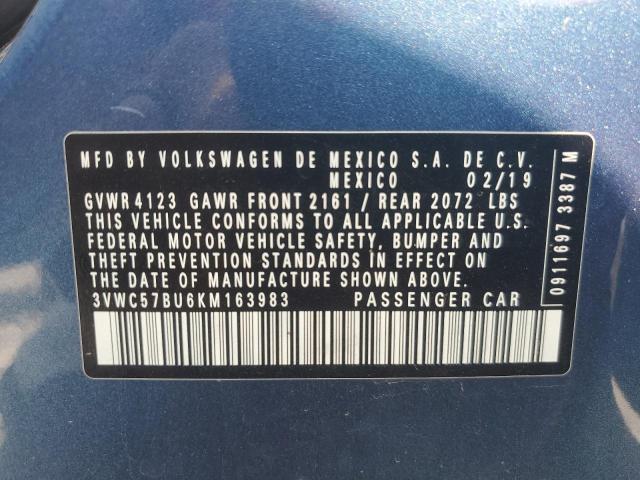 MFD BY VOLKSWAGEN DE MEXICO S.A. DE C.V.
MEXICO 02/19
GVWR 4123 GAWR FRONT 2161 / REAR 2072 LBS
THIS VEHICLE CONFORMS TO ALL APPLICABLE U.S.
FEDERAL MOTOR VEHICLE SAFETY, BUMPER AND
THEFT PREVENTION STANDARDS IN EFFECT ON
THE DATE OF MANUFACTURE SHOWN ABOVE.
3VWC57BU6KM163983 PASSENGER CAR
0911697 3387 M